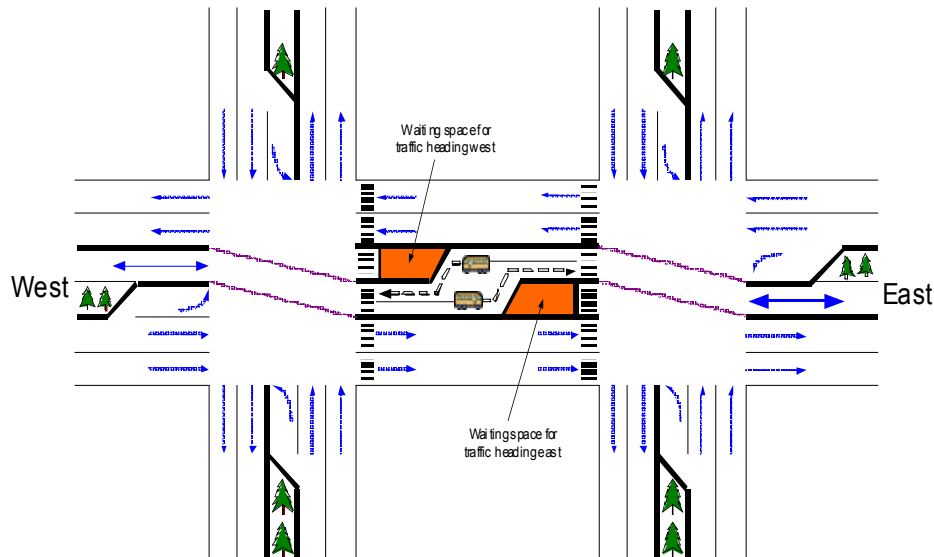 Waiting space for
traffic heading west
West
East
Waiting space for
traffic heading east